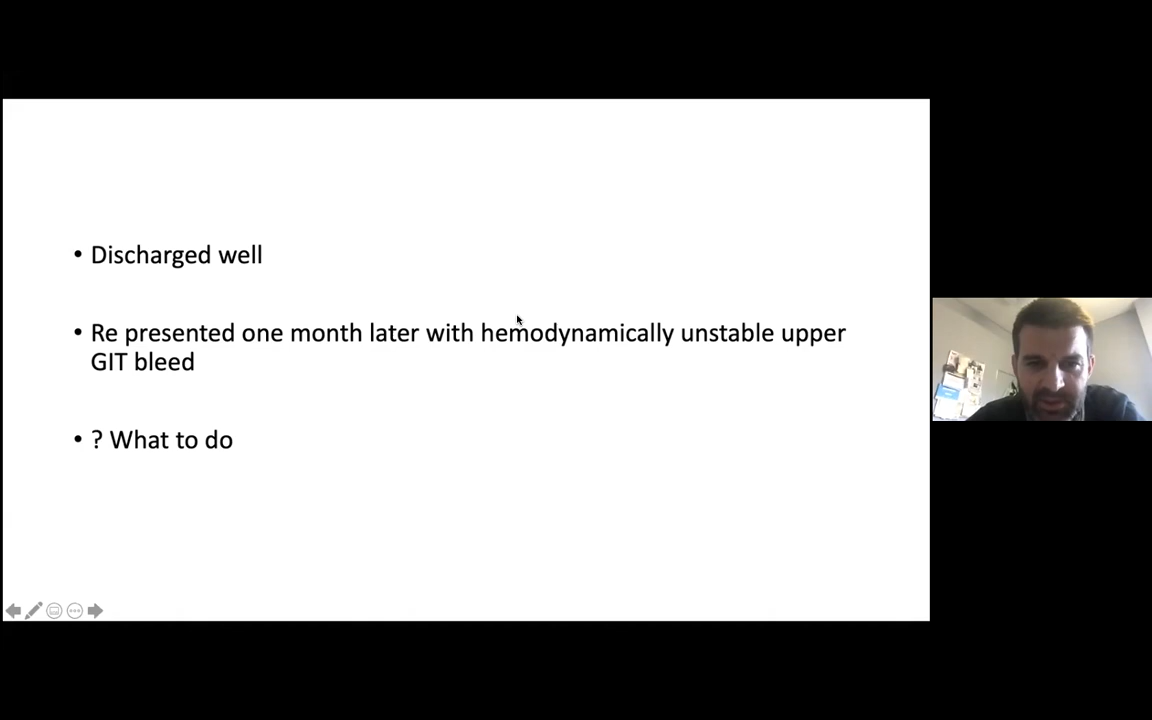 • Discharged well
• Re presented one month later with hemodynamically unstable upper
GIT bleed
• ? What to do